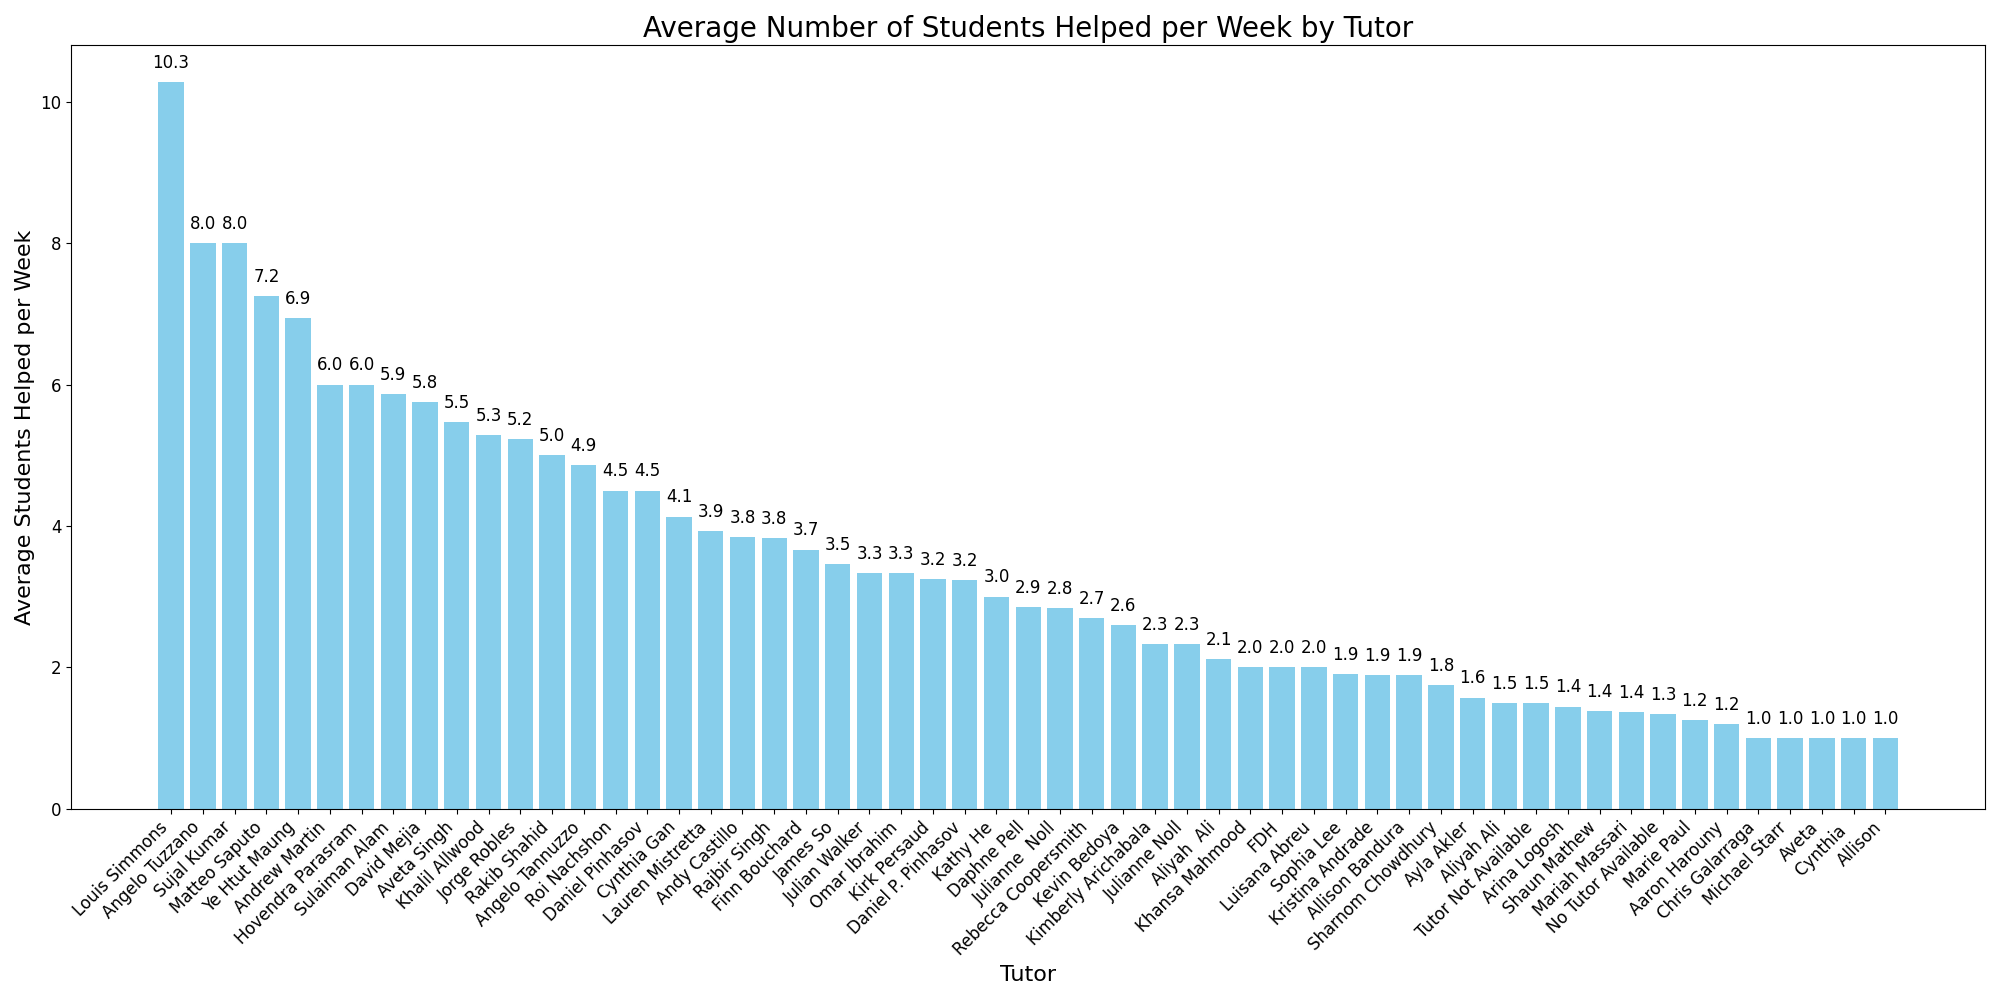 Average Number of Students Helped per Week by Tutor
Average Students Helped per Week
10
8
6
4
2
0
10.3
8.0
8.0
7.2
6.9
6.0
6.0
5.9
5.8
5.5
5.3
5.2
5.0
4.9
4.5
4.5
4.1
3.9
3.8
3.8
3.7
3.5
3.3
3.3
3.2
3.2
3.0
2.9
2.8
2.7
2.6
2.3
2.3
2.1
2.0
2.0
2.0
1.9
1.9
1.9
1.8
1.6
1.5
1.5
1.4
1.4
1.4
1.3
1.2
1.2
1.0
1.0
1.0
1.0
1.0
Louis Simmons
Angelo Tuzzano
Sujal Kumar
Matteo Saputo
Ye Htut Maung
Andrew Martin
Hovendra Parasram
Sulaiman Alam
David Mejia
Aveta Singh
Khalil Allwood
Jorge Robles
Rakib Shahid
Angelo Tannuzzo
Roi Nachshon
Daniel Pinhasov
Cynthia Gan
Lauren Mistretta
Andy Castillo
Rajbir Singh
Finn Bouchard
James So
Julian Walker
Omar Ibrahim
Kirk Persaud
Daniel P. Pinhasov
Kathy He
Daphne Pell
Julianne  Noll
Rebecca Coopersmith
Kevin Bedoya
Kimberly Arichabala
Julianne Noll
Aliyah  Ali
Khansa Mahmood
FDH
Luisana Abreu
Sophia Lee
Kristina Andrade
Allison Bandura
Sharnom Chowdhury
Ayla Akler
Aliyah Ali
Tutor Not Available
Arina Logosh
Shaun Mathew
Mariah Massari
No Tutor Available
Marie Paul
Aaron Harouny
Chris Galarraga
Michael Starr
Aveta
Cynthia
Allison
Tutor